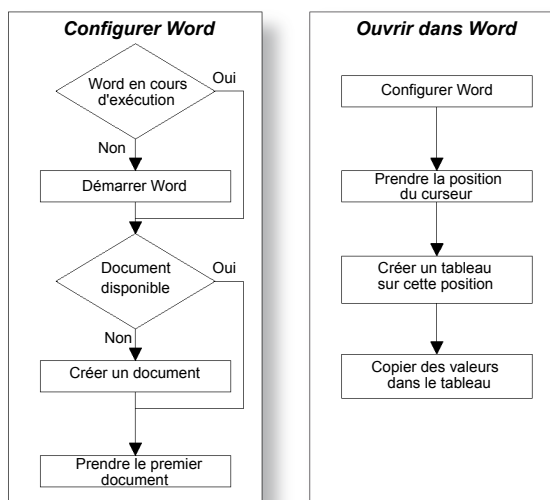 Configurer Word
Word en cours
d'exécution
Oui
Non
Démarrer Word
Document
disponible
Oui
Non
Créer un document
Prendre le premier
document
Ouvrir dans Word
Configurer Word
Prendre la position
du curseur
Créer un tableau
sur cette position
Copier des valeurs
dans le tableau